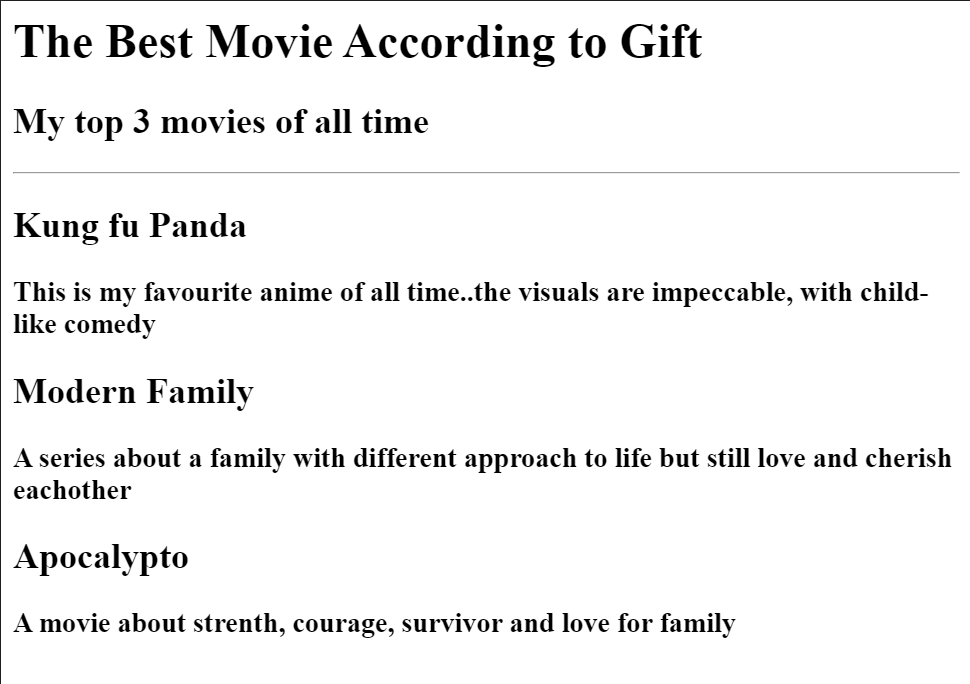 The Best Movie According to Gift
My top 3 movies of all time
Kung fu Panda
This is my favourite anime of all time..the visuals are impeccable, with child-
like comedy
Modern Family
A series about a family with different approach to life but still love and cherish
eachother
Apocalypto
A movie about strenth, courage, survivor and love for family